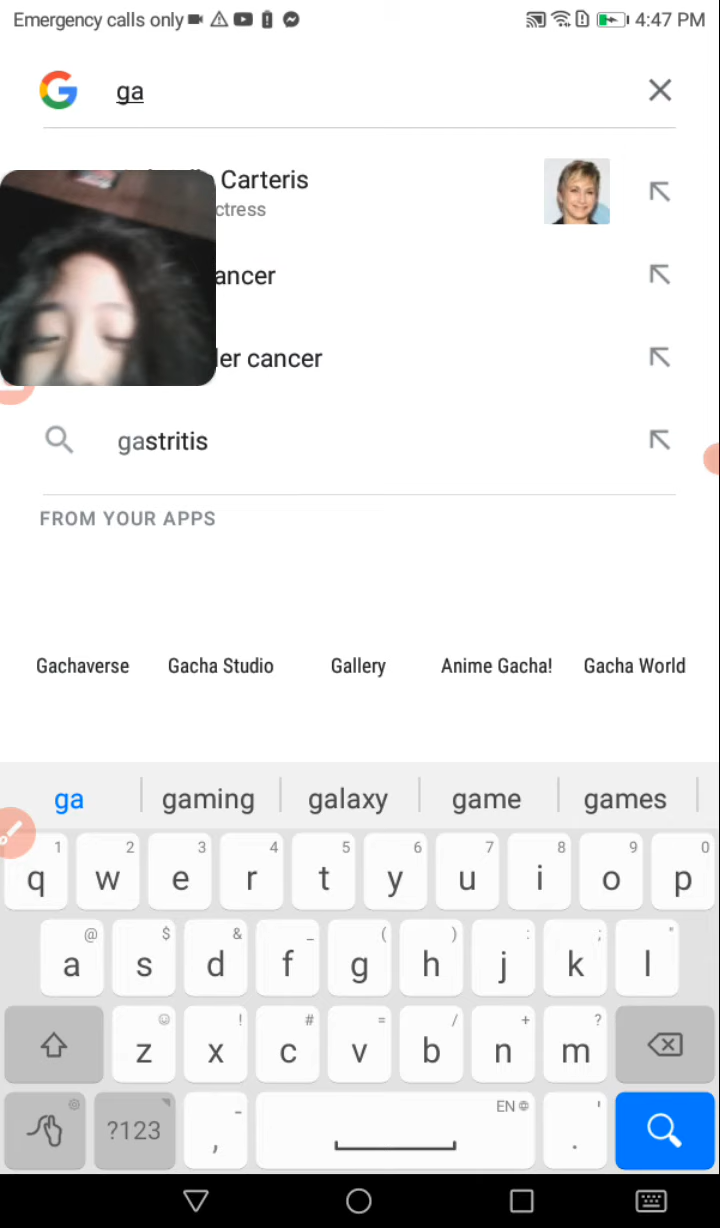 Emergency calls only 4:47 PM
ga
Carteris
ctress
ancer
er cancer
gastritis
FROM YOUR APPS
Gachaverse Gacha Studio Gallery Anime Gacha! Gacha World
ga gaming galaxy game games
1 2 3 4 5 6 7 8 9 0
q w e r t y u i o p
@ $ & _ ( ) : ; "
a s d f g h j k l
! # = / + ?
z x c v b n m
EN
?123 , - . '